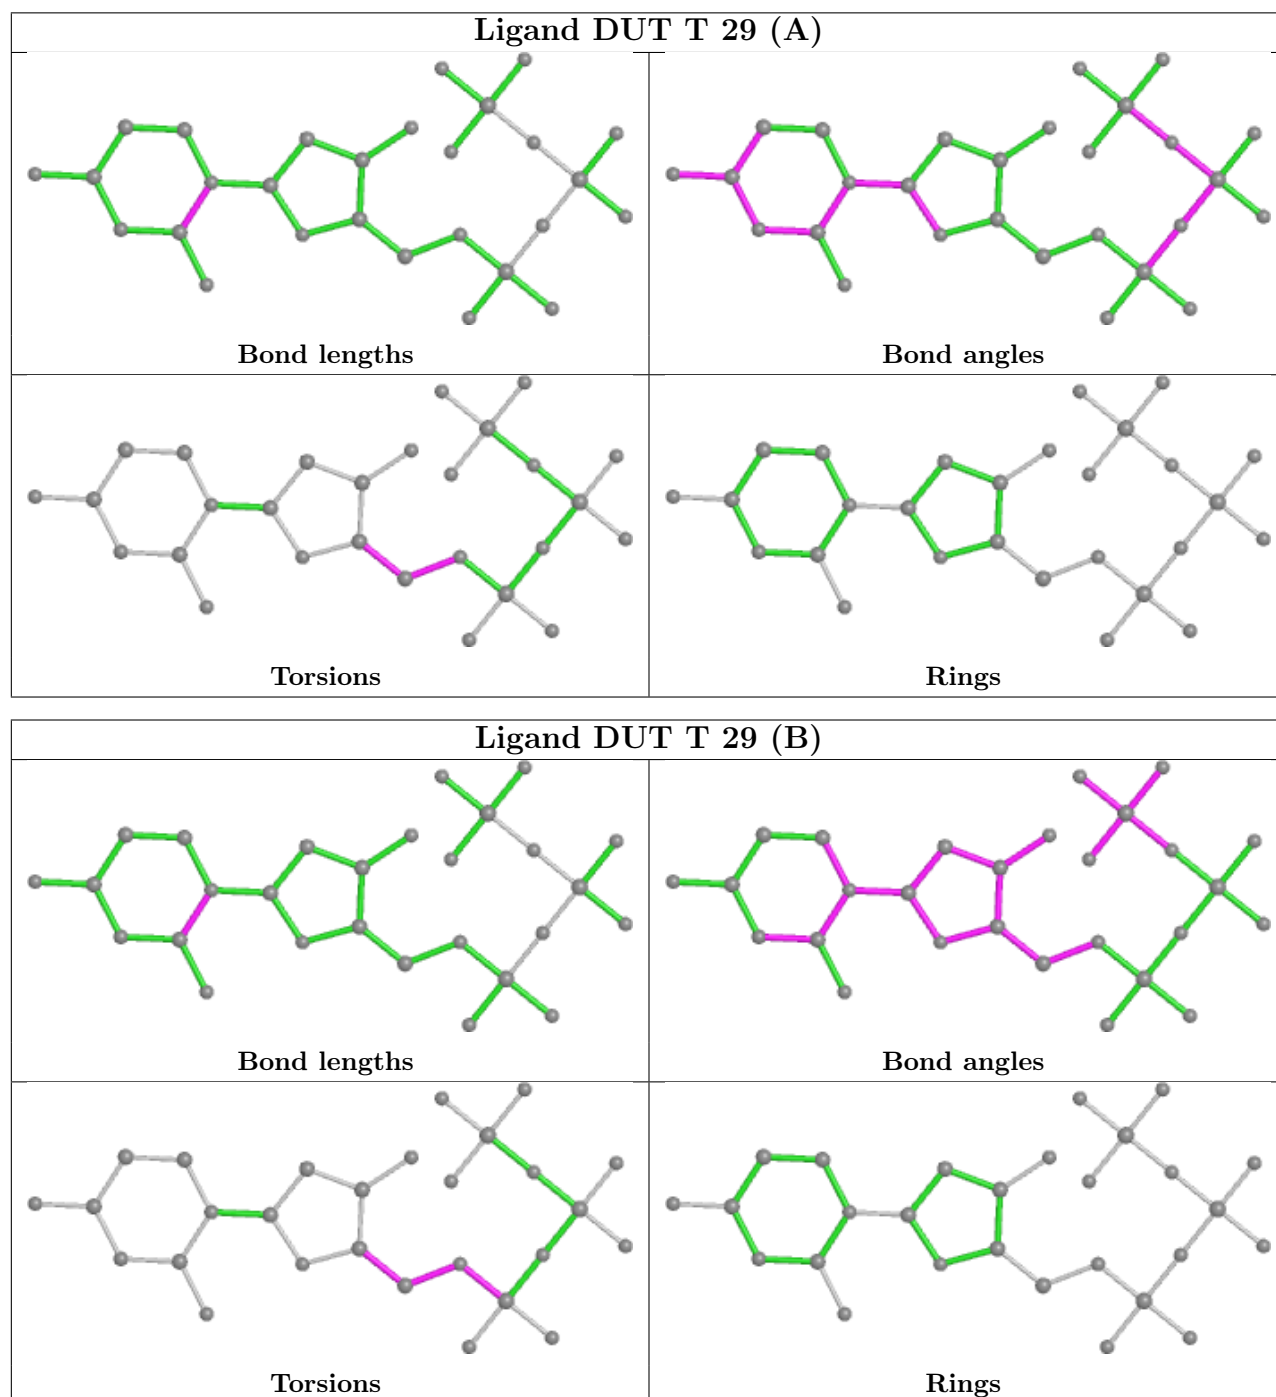 Ligand DUT T 29 (A)
Bond lengths
Bond angles
Torsions
Rings
Ligand DUT T 29 (B)
Bond lengths
Bond angles
Torsions
Rings